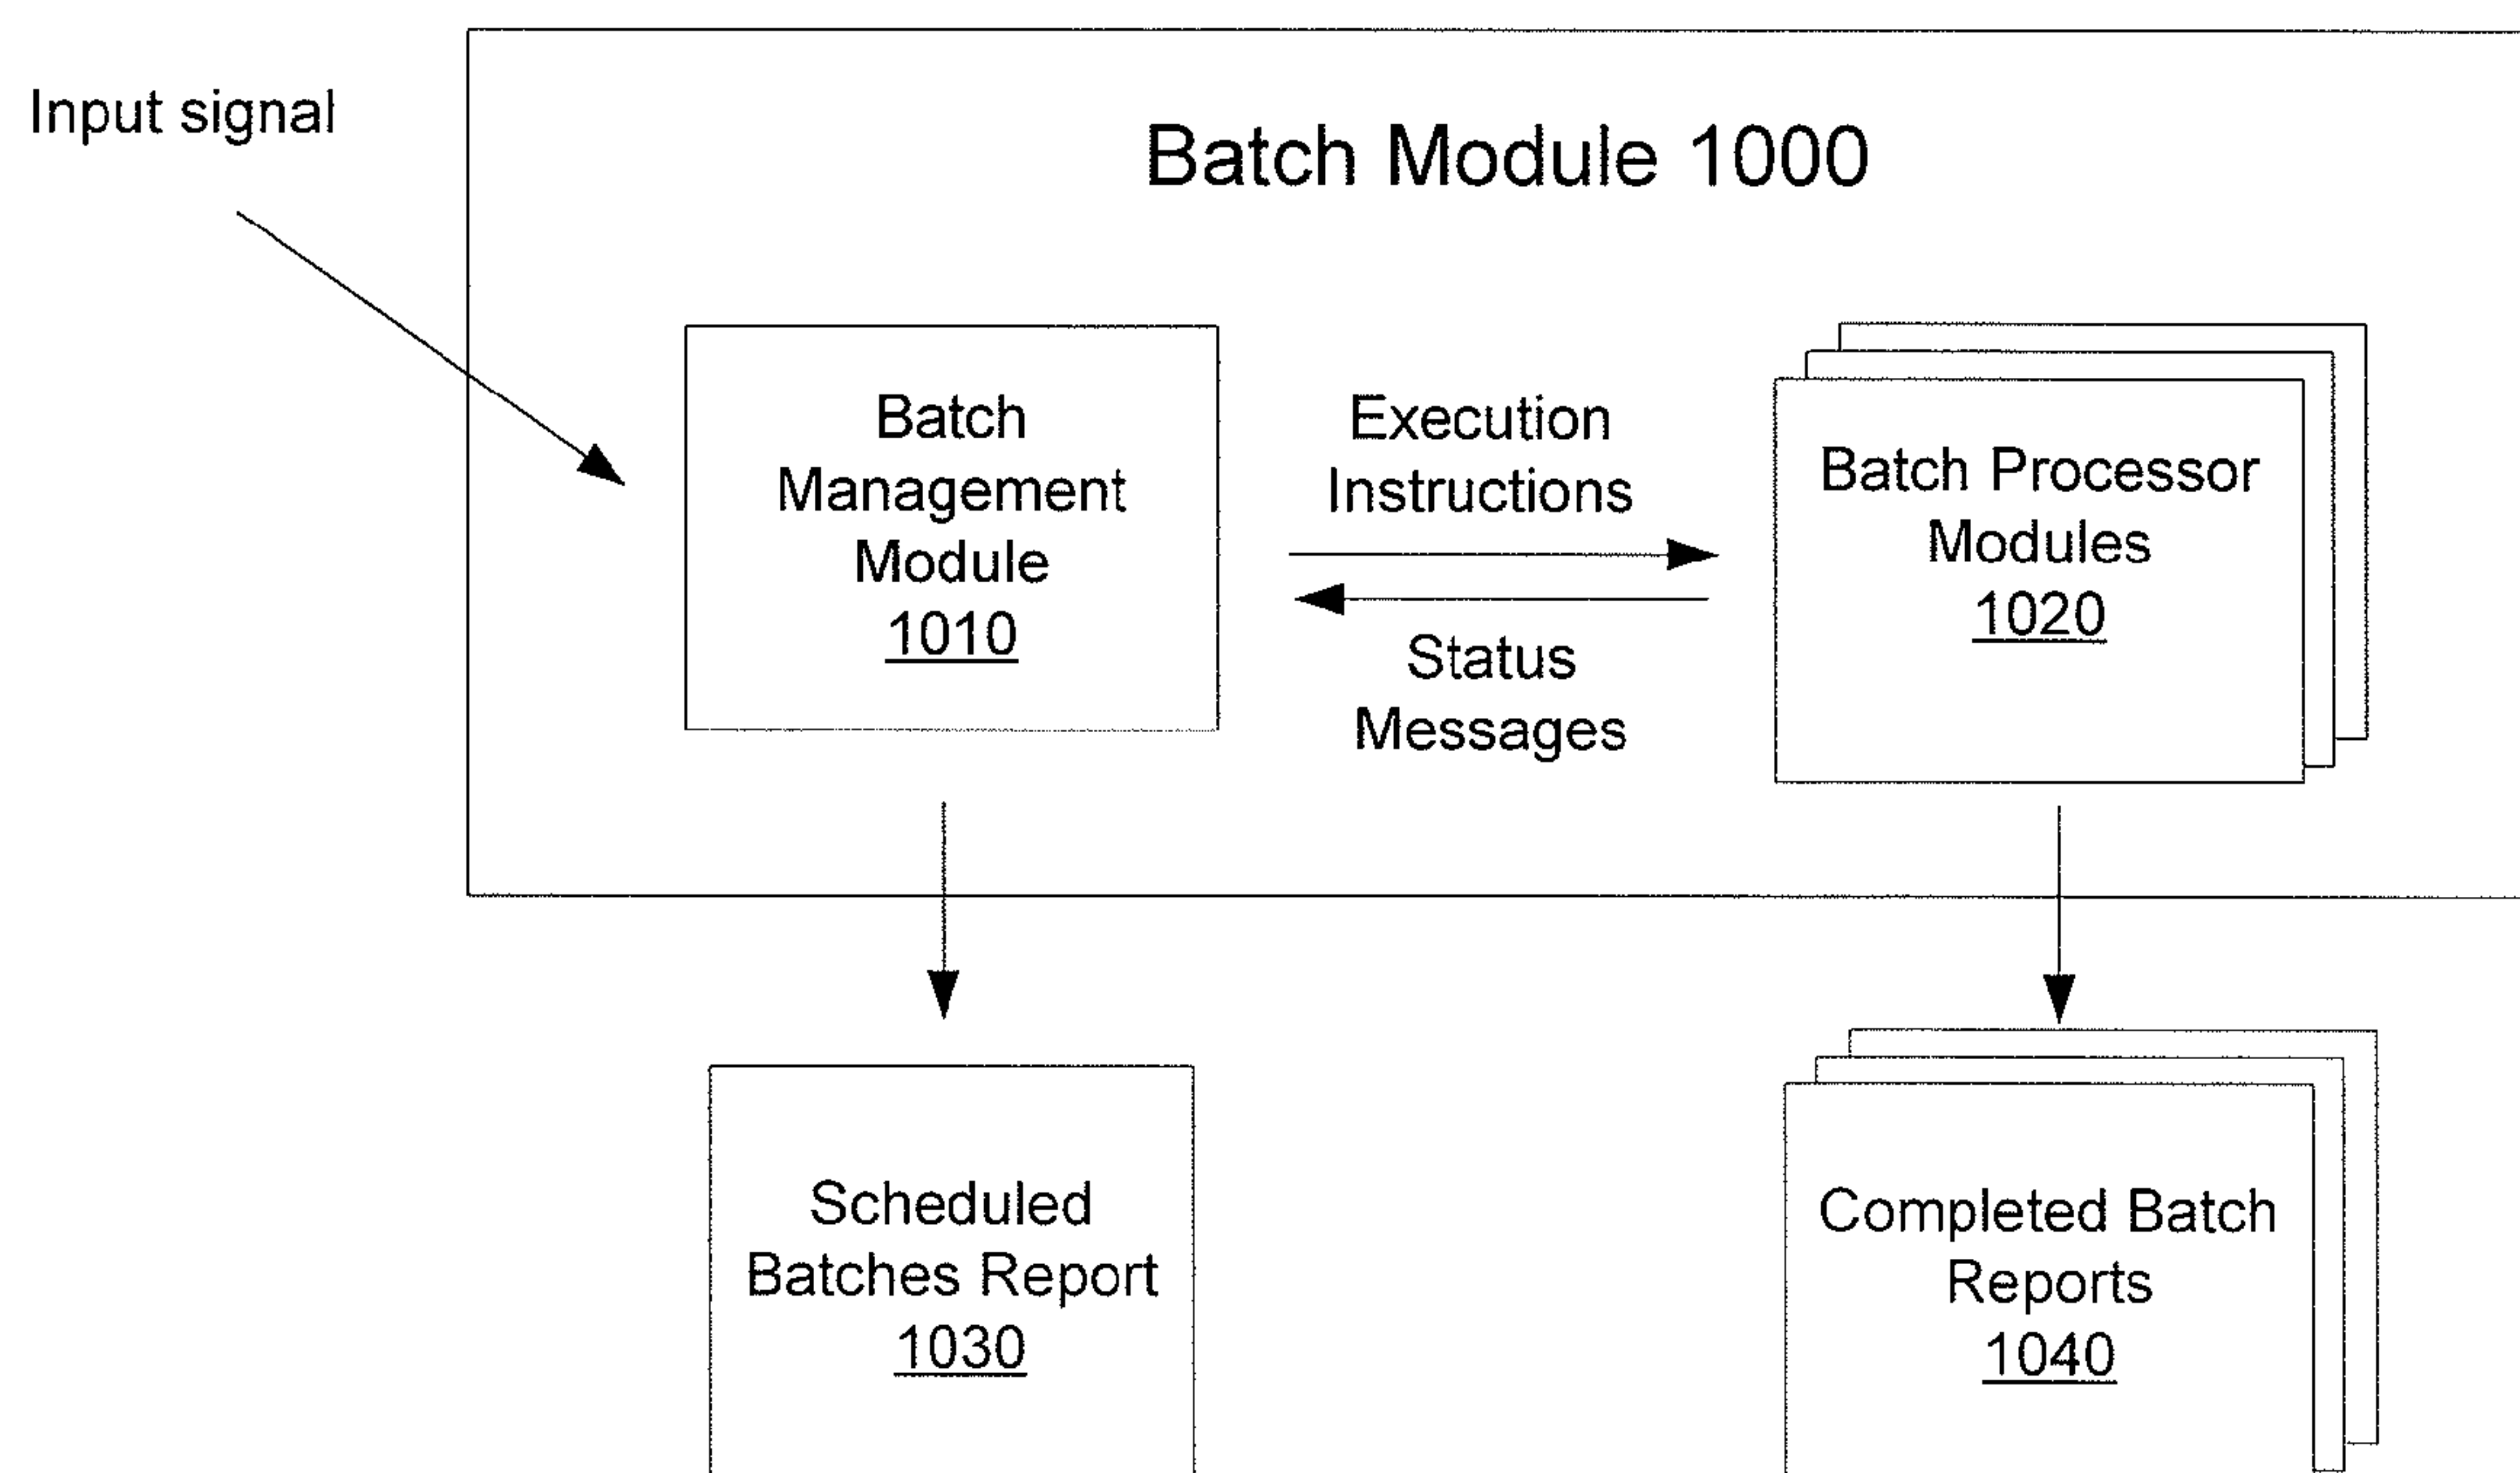 Input signal
Batch Module 1000
Batch
Management
Module
1010
Execution
Instructions
Status
Messages
Batch Processor
Modules
1020
Scheduled
Batches Report
1030
Completed Batch
Reports
1040